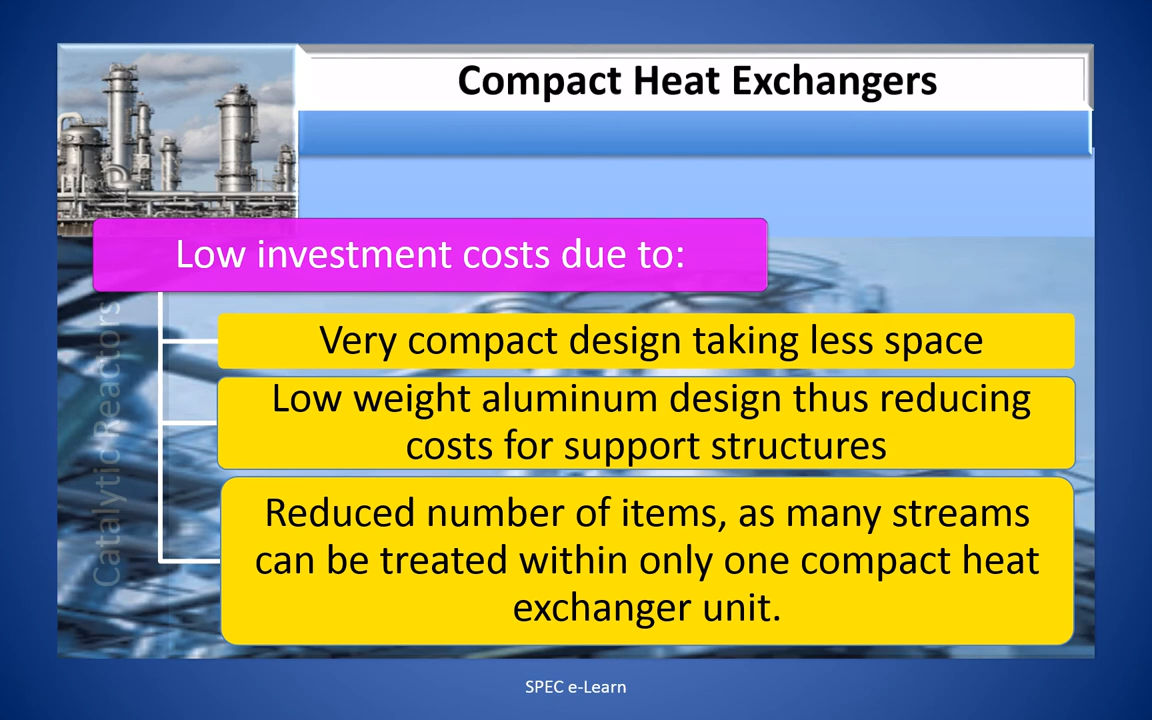 Compact Heat Exchangers
Low investment costs due to:
Very compact design taking less space
Low weight aluminum design thus reducing
costs for support structures
Reduced number of items, as many streams
can be treated within only one compact heat
exchanger unit.
Catalytic Reactors
SPEC e-Learn